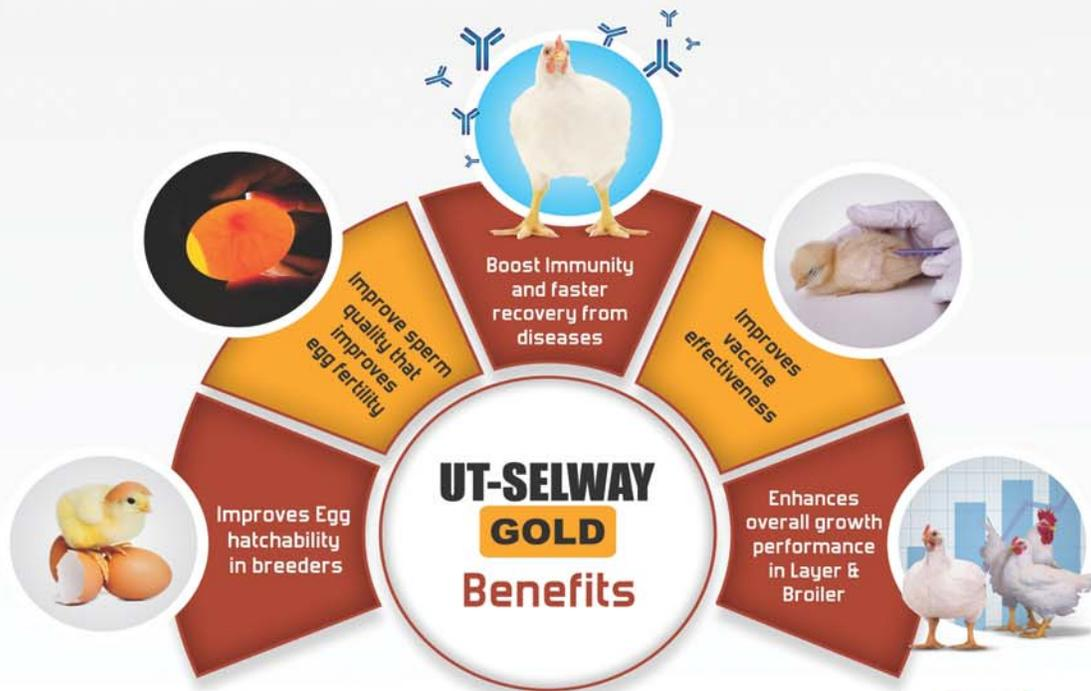 Boost Immunity
and faster
recovery from
diseases
Improve sperm
quality that
improves
egg fertility
Improves
vaccine
effectiveness
Improves Egg
hatchability
in breeders
UT-SELWAY
GOLD
Benefits
Enhances
overall growth
performance
in Layer &
Broiler